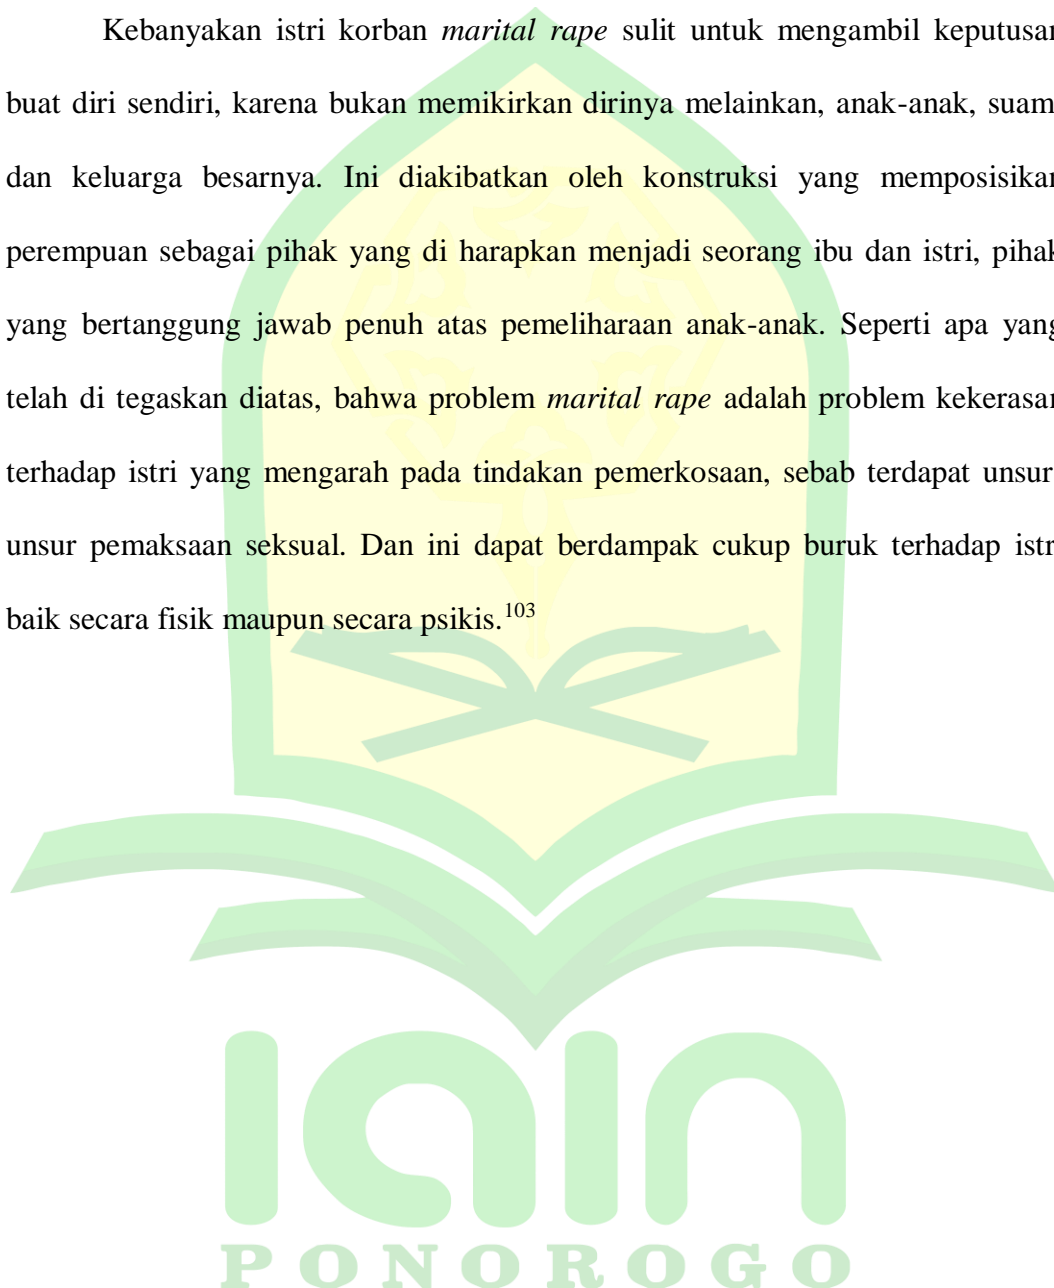 Kebanyakan istri korban marital rape sulit untuk mengambil keputusan
buat diri sendiri, karena bukan memikirkan dirinya melainkan, anak-anak, suami
dan keluarga besarnya. Ini diakibatkan oleh konstruksi yang memposisikan
perempuan sebagai pihak yang di harapkan menjadi seorang ibu dan istri, pihak
yang bertanggung jawab penuh atas pemeliharaan anak-anak. Seperti apa yang
telah di tegaskan diatas, bahwa problem marital rape adalah problem kekerasan
terhadap istri yang mengarah pada tindakan pemerkosaan, sebab terdapat unsur-
unsur pemaksaan seksual. Dan ini dapat berdampak cukup buruk terhadap istri
baik secara fisik maupun secara psikis.103
IAIN
PONOROGO